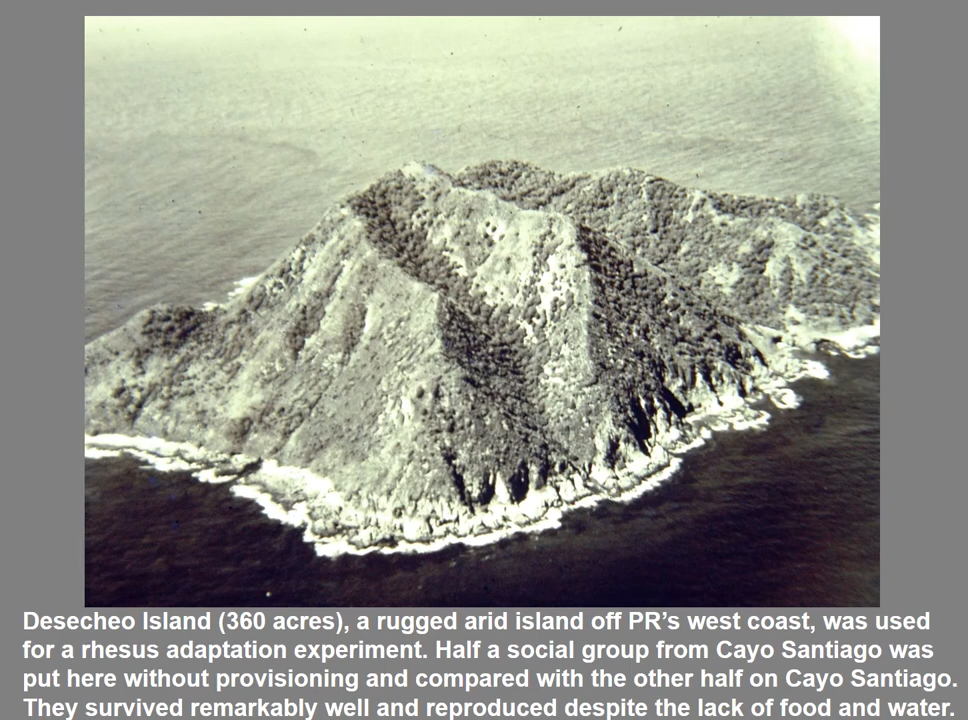 Desecheo Island (360 acres), a rugged arid island off PR's west coast, was used
for a rhesus adaptation experiment. Half a social group from Cayo Santiago was
put here without provisioning and compared with the other half on Cayo Santiago.
They survived remarkably well and reproduced despite the lack of food and water.